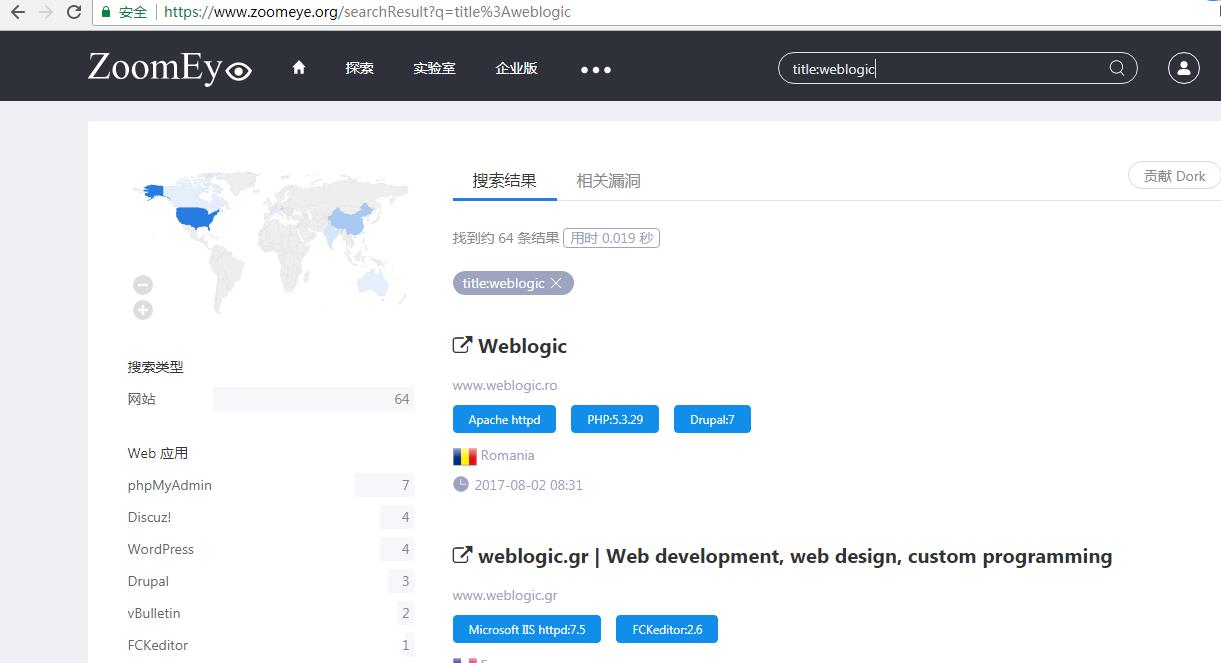 安全 https://www.zoomeye.org/searchResult?q=title%3Aweblogic
ZoomEy
探索 实验室 企业版 title:weblogic
搜索结果 相关漏洞 贡献 Dork
找到约 64 条结果 用时 0.019 秒
title:weblogic
搜索类型
网站 64
Web 应用
phpMyAdmin 7
Discuz! 4
WordPress 4
Drupal 3
vBulletin 2
FCKeditor 1
Weblogic
www.weblogic.ro
Apache httpd PHP:5.3.29 Drupal:7
Romania
2017-08-02 08:31
weblogic.gr | Web development, web design, custom programming
www.weblogic.gr
Microsoft IIS httpd:7.5 FCKeditor:2.6